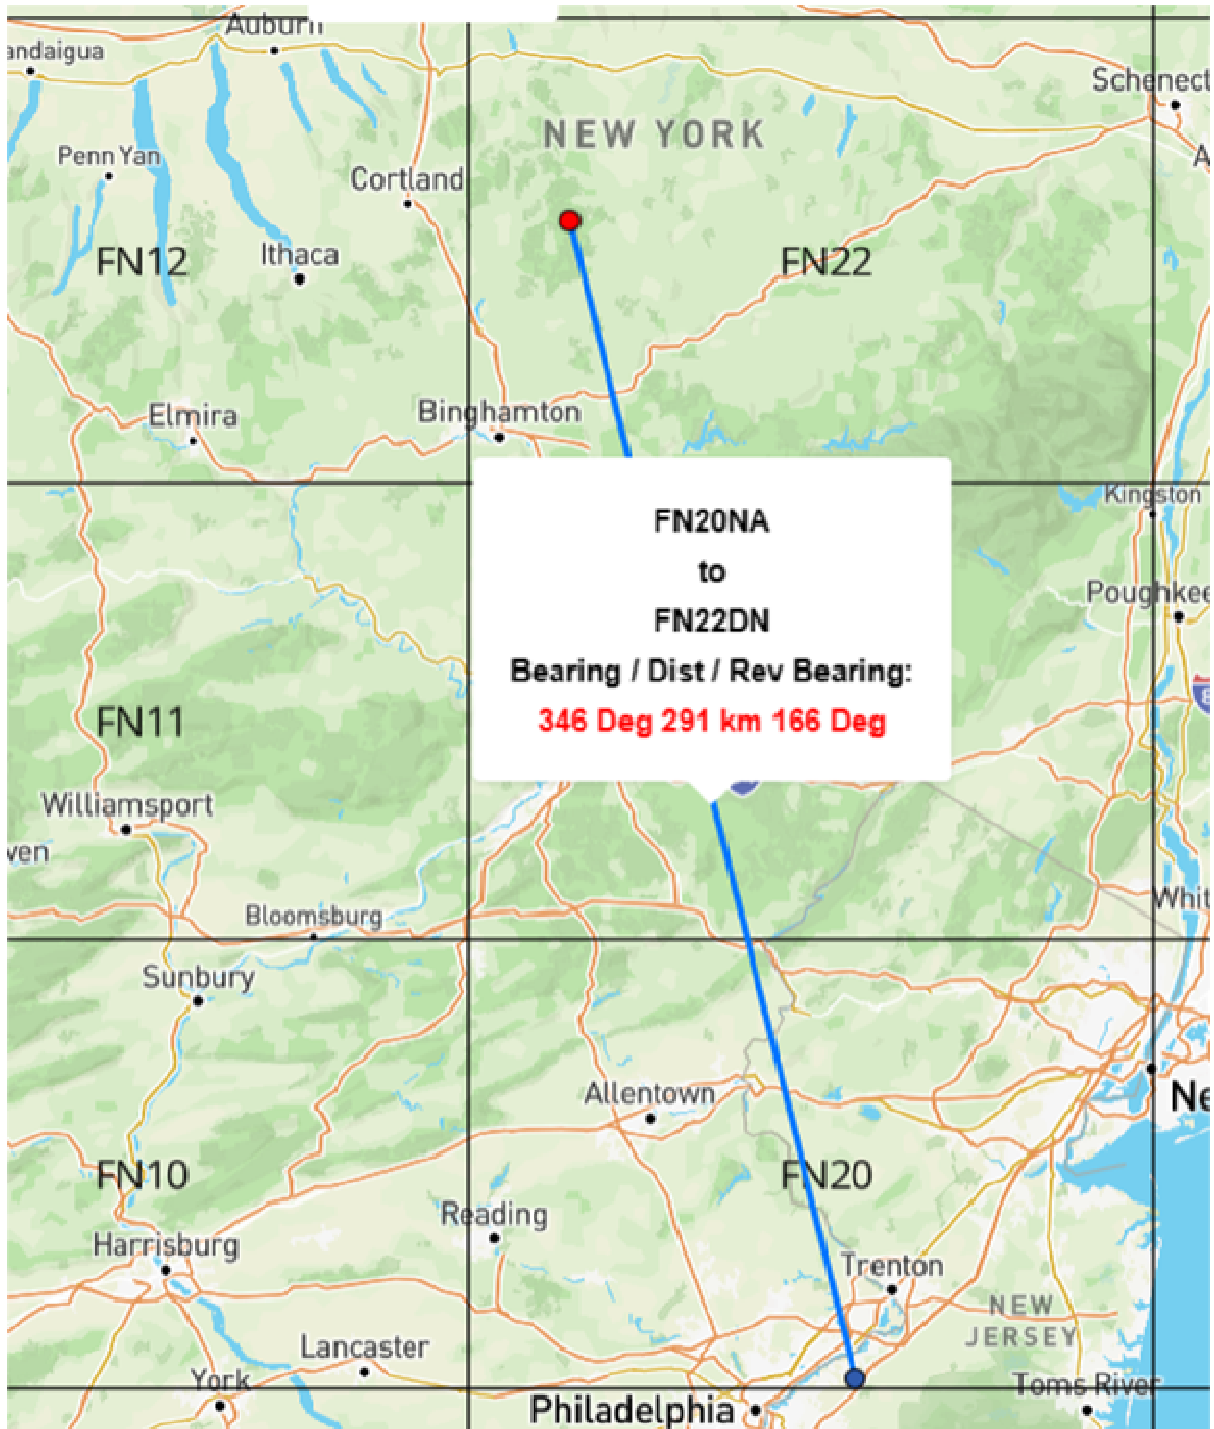 Auburn
andaigua
Schenect
NEW YORK
Penn Yan
A
Cortland
Ithaca
FN12
FN22
Elmira
Binghamton
Kingston
FN20NA
to
FN22DN
Bearing / Dist / Rev Bearing:
346 Deg 291 km 166 Deg
Poughkee
8
FN11
Williamsport
ven
Whit
Bloomsburg
Sunbury
Allentown
Ne
FN10
FN20
Reading
Harrisburg
Trenton
NEW
JERSEY
Lancaster
York
Toms River
Philadelphia